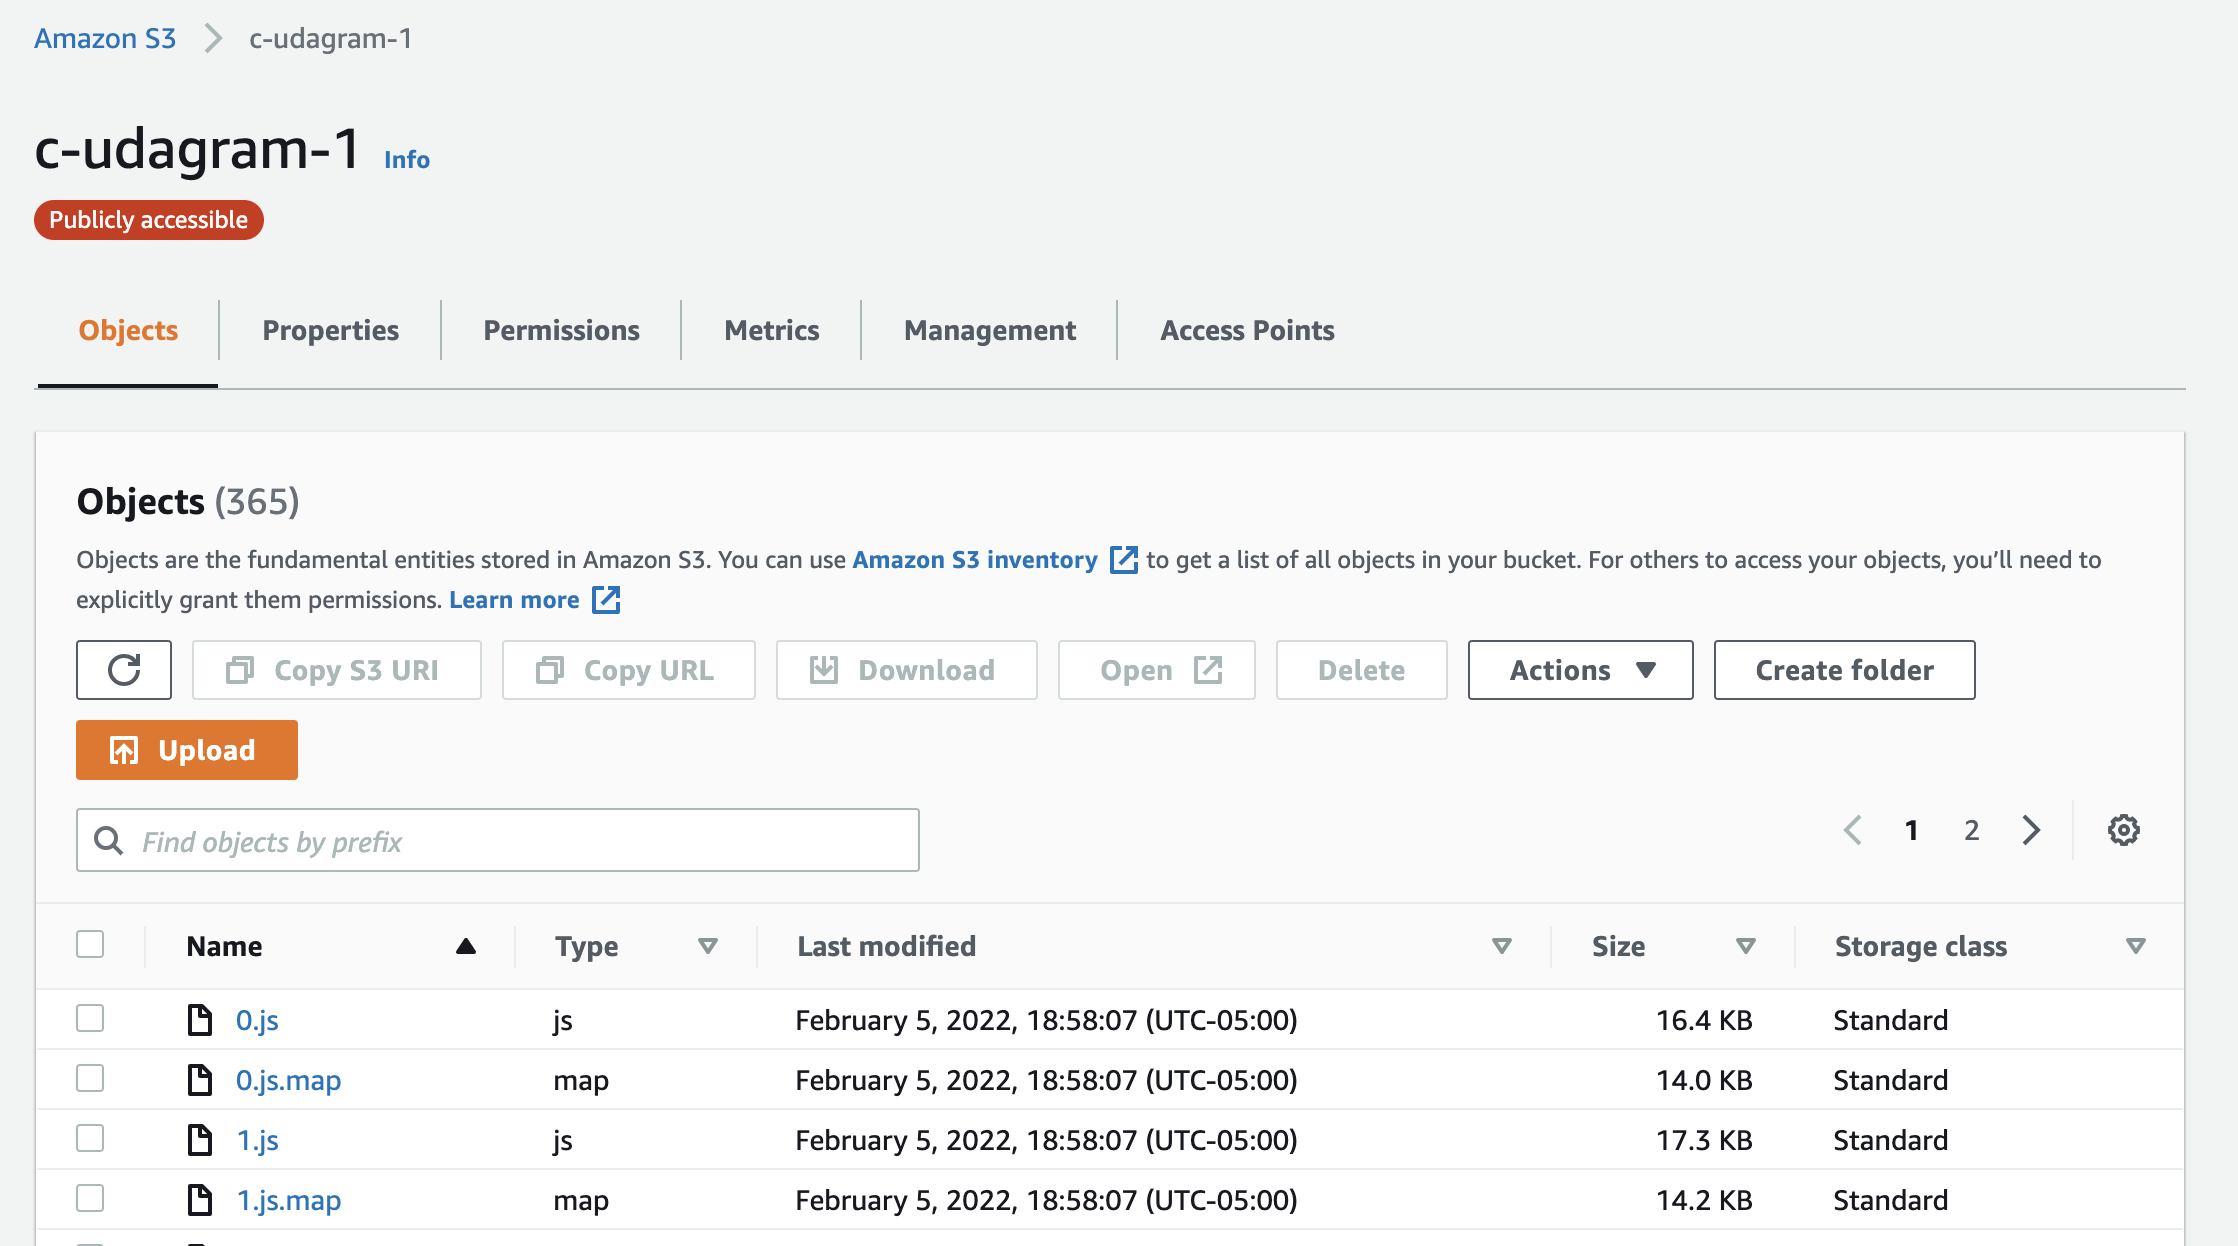 Amazon S3 > c-udagram-1
c-udagram-1 Info
Publicly accessible
Objects Properties Permissions Metrics Management Access Points
Objects (365)
Objects are the fundamental entities stored in Amazon S3. You can use Amazon S3 inventory to get a list of all objects in your bucket. For others to access your objects, you’ll need to
explicitly grant them permissions. Learn more
Copy S3 URI Copy URL Download Open Delete Actions Create folder
Upload
Find objects by prefix 1 2
Name Type Last modified Size Storage class
0.js js February 5, 2022, 18:58:07 (UTC-05:00) 16.4 KB Standard
0.js.map map February 5, 2022, 18:58:07 (UTC-05:00) 14.0 KB Standard
1.js js February 5, 2022, 18:58:07 (UTC-05:00) 17.3 KB Standard
1.js.map map February 5, 2022, 18:58:07 (UTC-05:00) 14.2 KB Standard